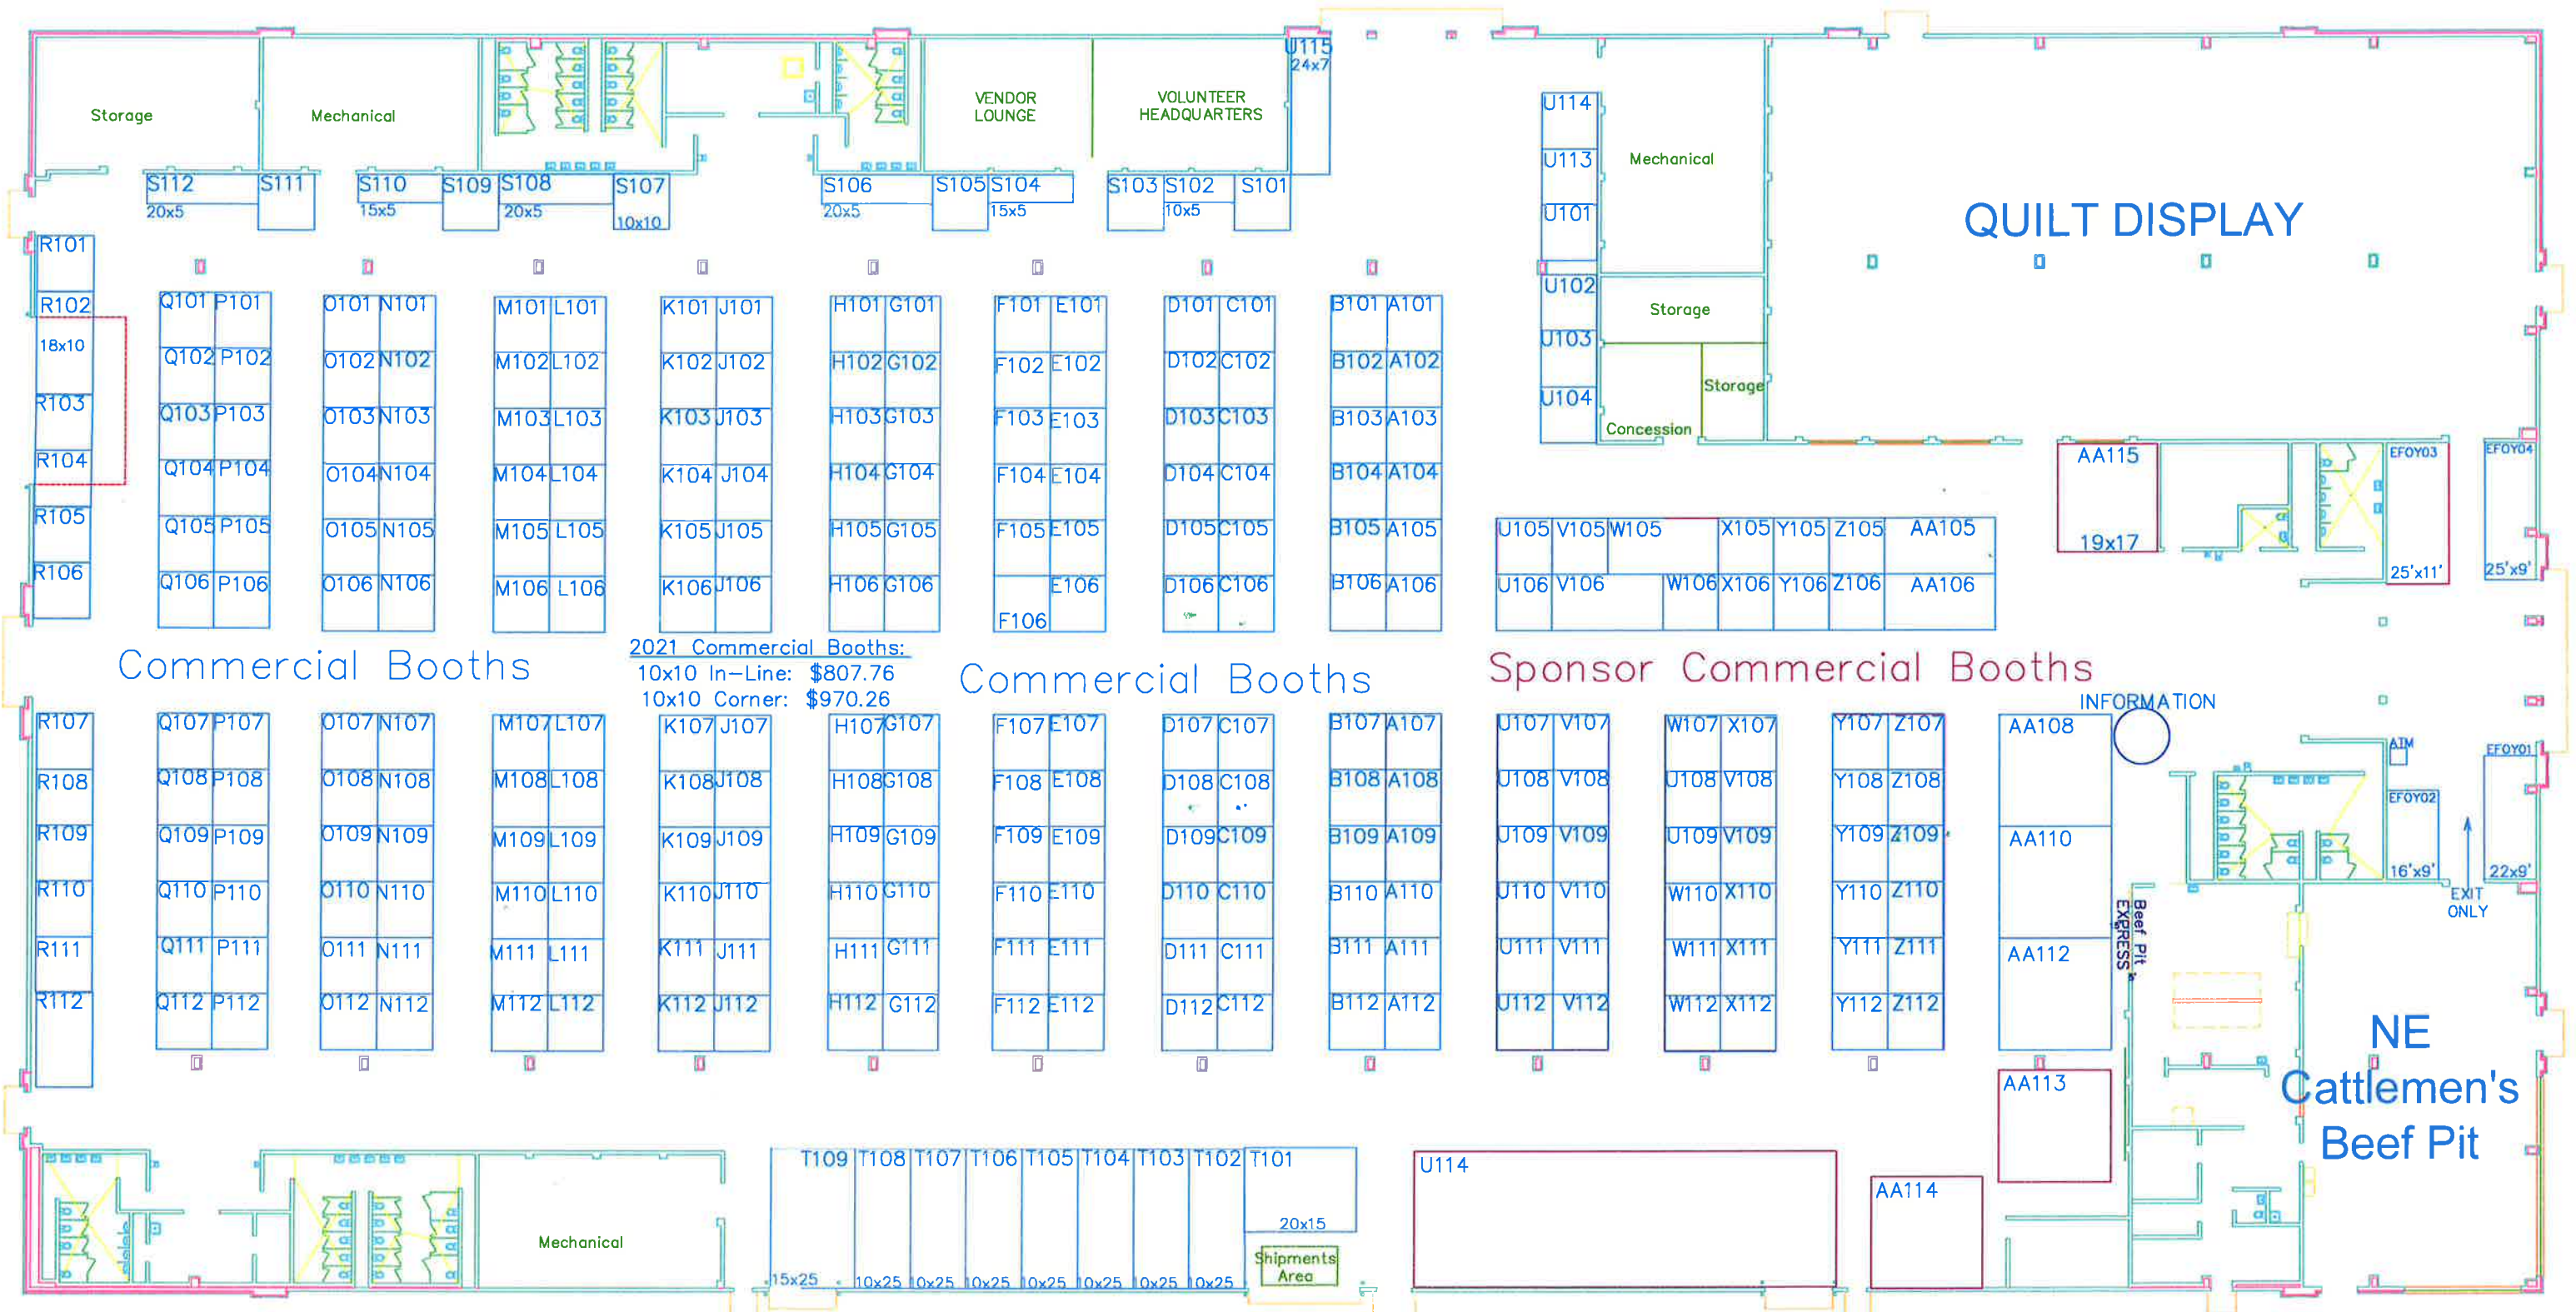 U115
24x7
Storage
Mechanical
VENDOR
LOUNGE
VOLUNTEER
HEADQUARTERS
U114
U113
U101
Mechanical
QUILT DISPLAY
S112 S111 S110 S109 S108 S107 S106 S105 S104 S103 S102 S101
20x5 15x5 20x5 10x10 20x5 15x5 10x5
R101
R102
18x10
R103
R104
R105
R106
U102
U103
U104
Storage
Storage
Concession
Q101 P101 O101 N101 M101 L101 K101 J101 H101 G101 F101 E101 D101 C101 B101 A101
Q102 P102 O102 N102 M102 L102 K102 J102 H102 G102 F102 E102 D102 C102 B102 A102
Q103 P103 O103 N103 M103 L103 K103 J103 H103 G103 F103 E103 D103 C103 B103 A103
Q104 P104 O104 N104 M104 L104 K104 J104 H104 G104 F104 E104 D104 C104 B104 A104
Q105 P105 O105 N105 M105 L105 K105 J105 H105 G105 F105 E105 D105 C105 B105 A105
Q106 P106 O106 N106 M106 L106 K106 J106 H106 G106 F106 E106 D106 C106 B106 A106
U105 V105 W105 X105 Y105 Z105 AA105
U106 V106 W106 X106 Y106 Z106 AA106
AA115
19x17
EFOY03
25'x11'
EFOY04
25'x9'
Commercial Booths
2021 Commercial Booths:
10x10 In-Line: $807.76
10x10 Corner: $970.26
Commercial Booths
Sponsor Commercial Booths
INFORMATION
ATM
EFOY01
22x9'
EFOY02
16'x9'
EXIT
ONLY
R107 Q107 P107 O107 N107 M107 L107 K107 J107 H107 G107 F107 E107 D107 C107 B107 A107 U107 V107 W107 X107 Y107 Z107 AA108
R108 Q108 P108 O108 N108 M108 L108 K108 J108 H108 G108 F108 E108 D108 C108 B108 A108 U108 V108 U108 V108 Y108 Z108
R109 Q109 P109 O109 N109 M109 L109 K109 J109 H109 G109 F109 E109 D109 C109 B109 A109 U109 V109 U109 V109 Y109 Z109 AA110
R110 Q110 P110 O110 N110 M110 L110 K110 J110 H110 G110 F110 E110 D110 C110 B110 A110 U110 V110 W110 X110 Y110 Z110
R111 Q111 P111 O111 N111 M111 L111 K111 J111 H111 G111 F111 E111 D111 C111 B111 A111 U111 V111 W111 X111 Y111 Z111 AA112
R112 Q112 P112 O112 N112 M112 L112 K112 J112 H112 G112 F112 E112 D112 C112 B112 A112 U112 V112 W112 X112 Y112 Z112
Beef Pit
EXPRESS
NE
Cattlemen's
Beef Pit
AA113
AA114
Mechanical
T109 T108 T107 T106 T105 T104 T103 T102 T101
15x25 10x25 10x25 10x25 10x25 10x25 10x25 10x25
20x15
Shipments
Area
U114